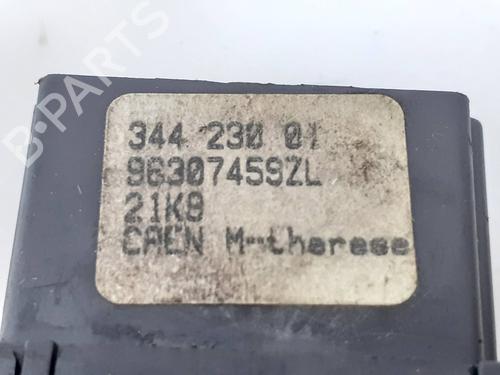 B-PARTS
344 230 01
96307459ZL
21K9
CAEN M-therese